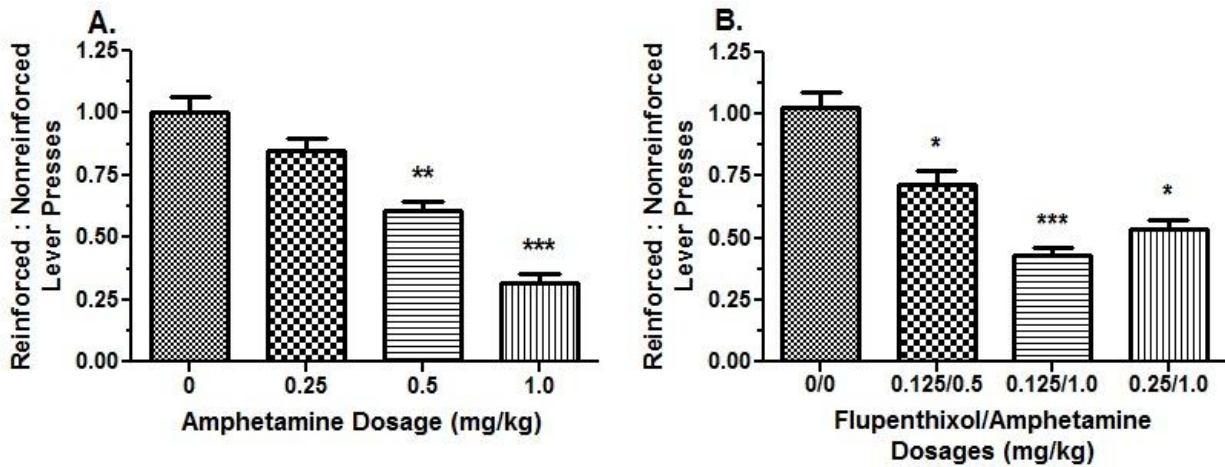 A.
Reinforced : Nonreinforced
Lever Presses
1.25
1.00
0.75
0.50
0.25
0.00
**
***
0 0.25 0.5 1.0
Amphetamine Dosage (mg/kg)
B.
Reinforced : Nonreinforced
Lever Presses
1.25
1.00
0.75
0.50
0.25
0.00
*
***
*
0/0 0.125/0.5 0.125/1.0 0.25/1.0
Flupenthixol/Amphetamine
Dosages (mg/kg)